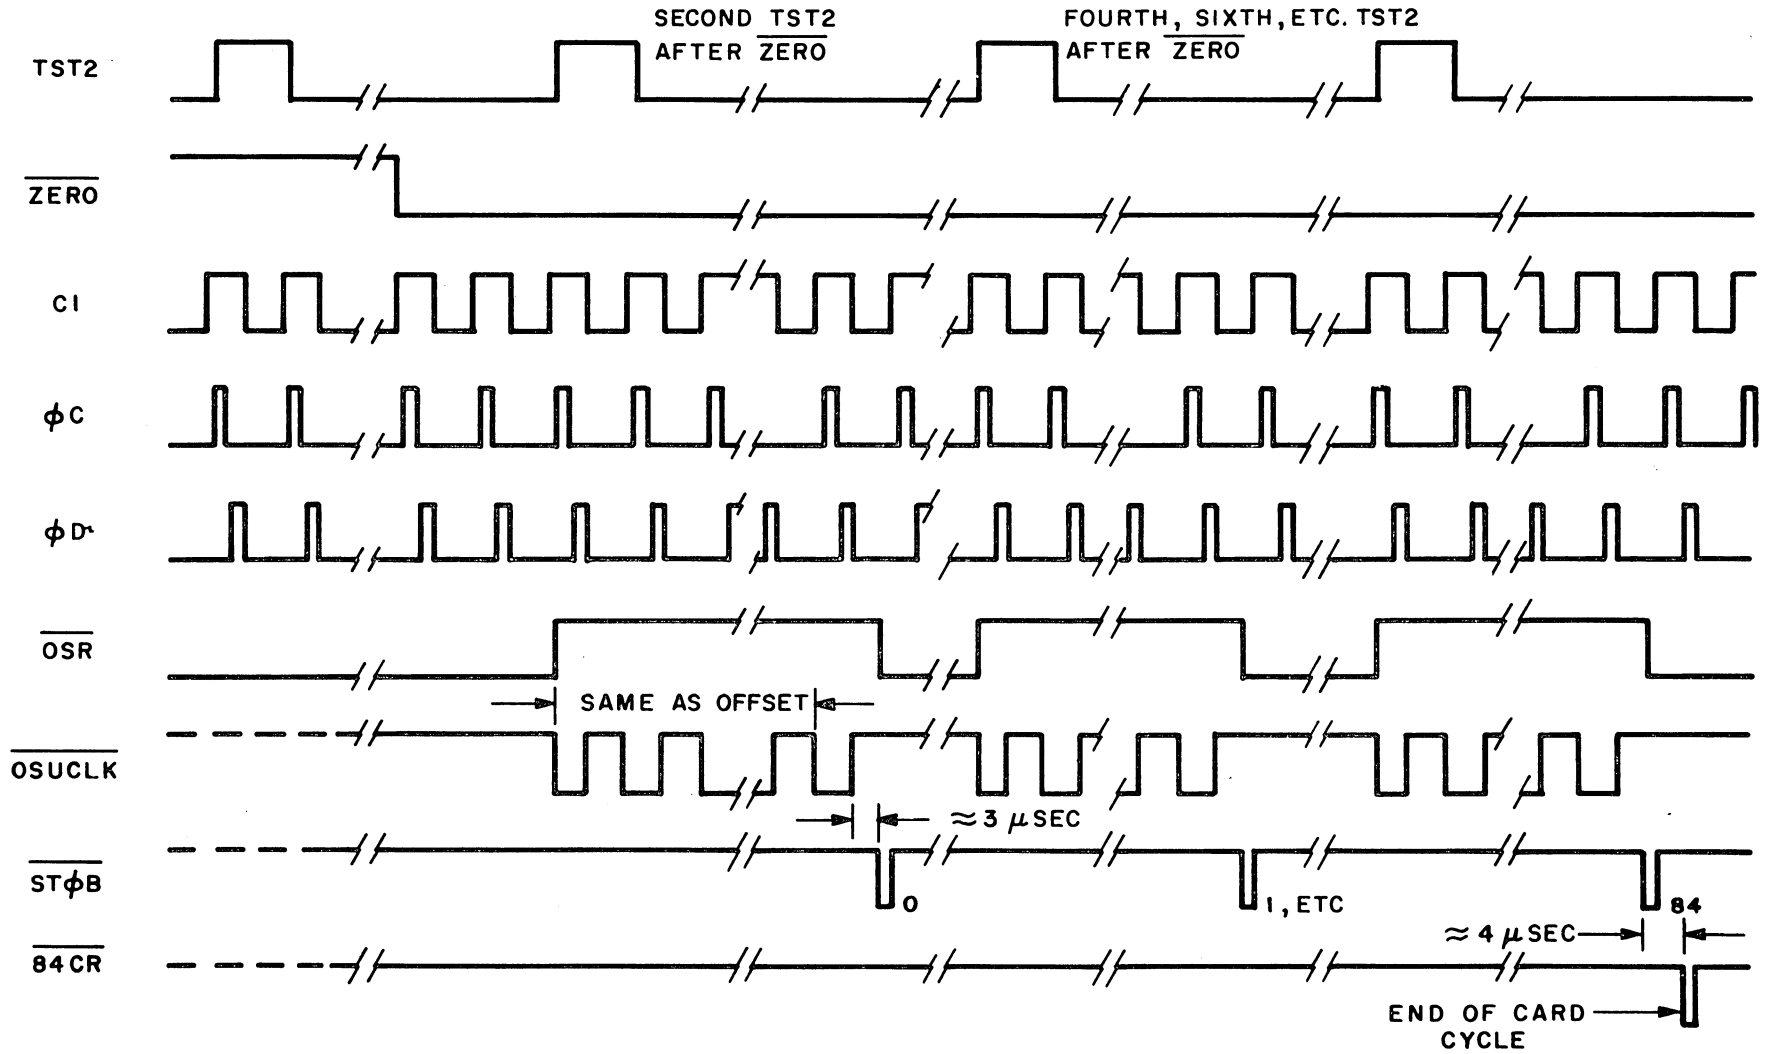 SECOND TST2
AFTER ZERO
FOURTH, SIXTH, ETC. TST2
AFTER ZERO
TST2
ZERO
C1
ϕC
ϕD
OSR
SAME AS OFFSET
OSUCLK
≈3 μSEC
STϕB
0
1, ETC
84
≈4 μSEC
84CR
END OF CARD
CYCLE